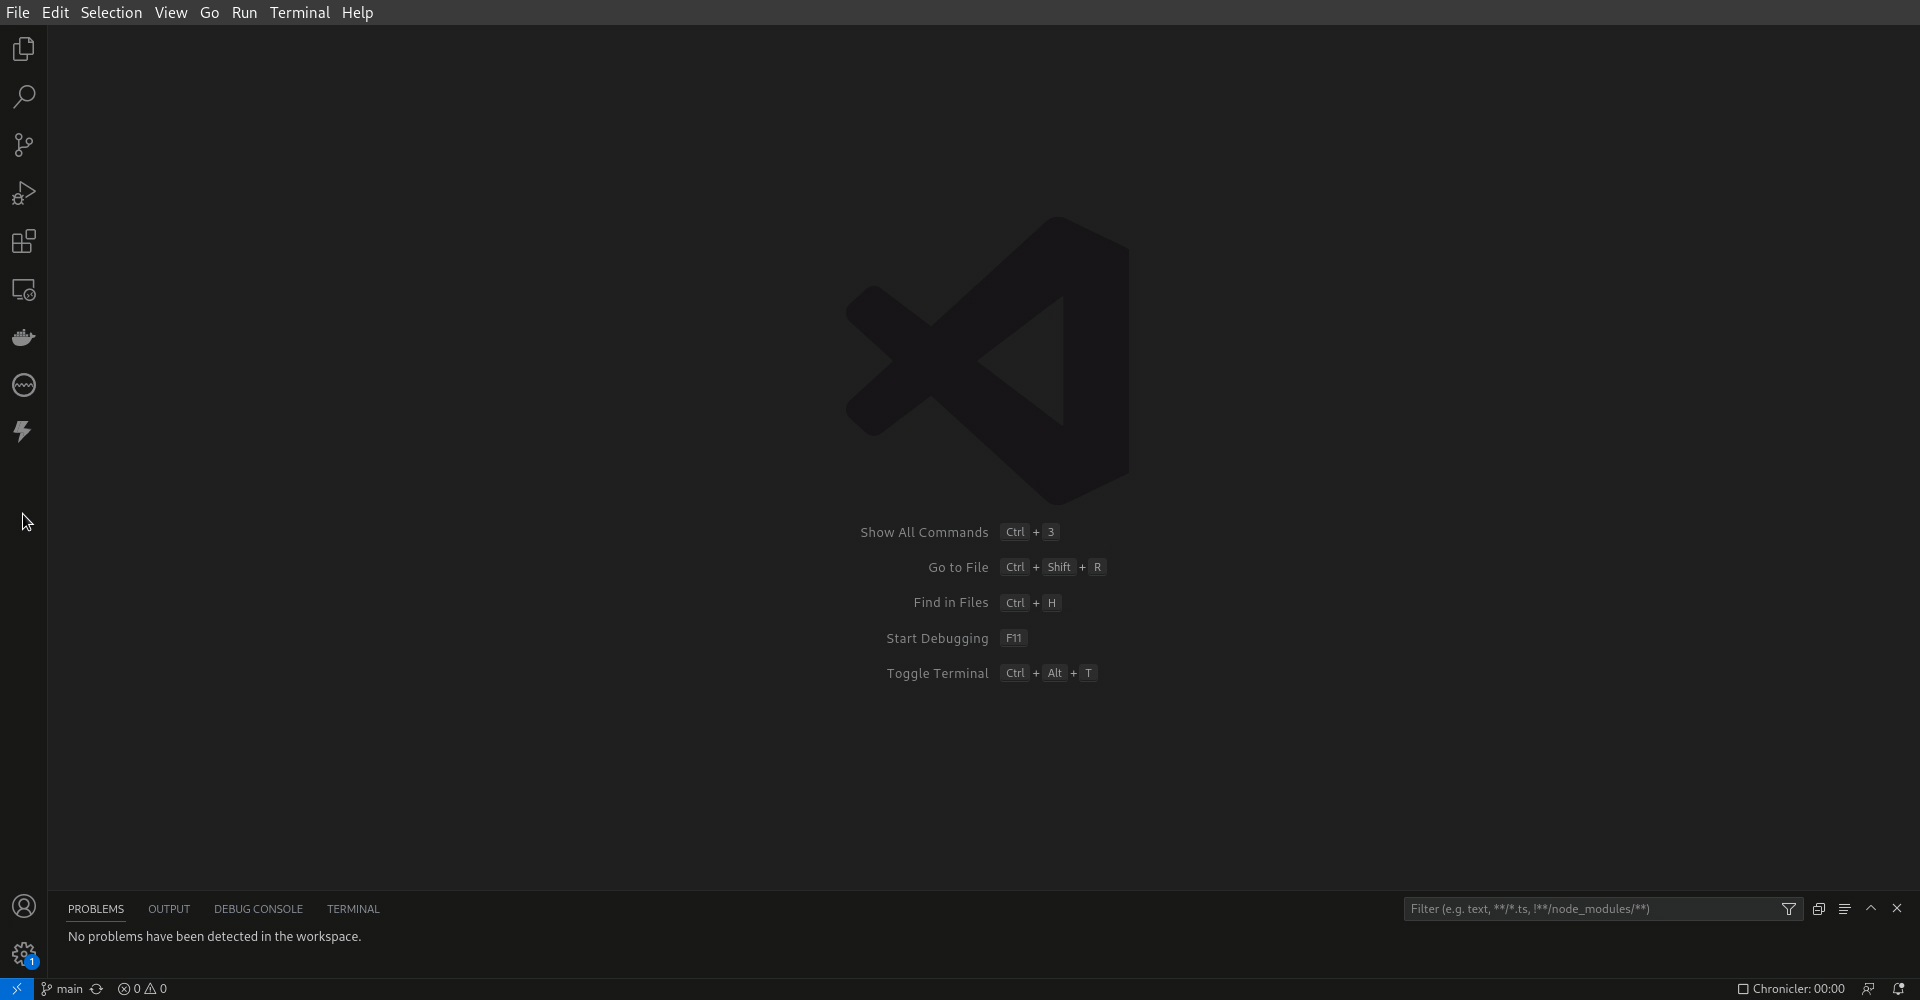 File Edit Selection View Go Run Terminal Help
Show All Commands Ctrl + 3
Go to File Ctrl + Shift + R
Find in Files Ctrl + H
Start Debugging F11
Toggle Terminal Ctrl + Alt + T
PROBLEMS OUTPUT DEBUG CONSOLE TERMINAL Filter (e.g. text, **/*.ts, !**/node_modules/**)
No problems have been detected in the workspace.
1
main 0 0 Chronicler: 00:00